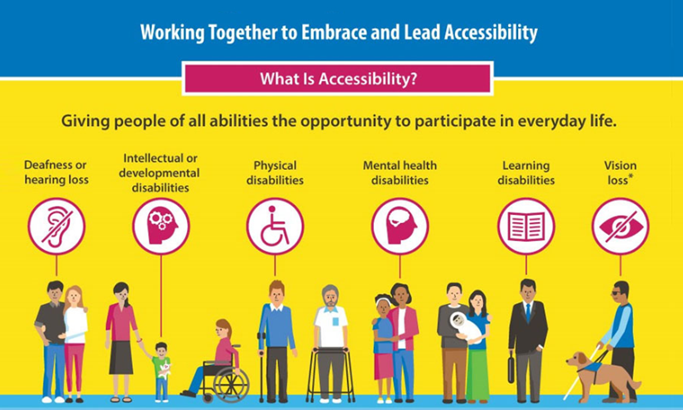 Working Together to Embrace and Lead Accessibility
What Is Accessibility?
Giving people of all abilities the opportunity to participate in everyday life.
Deafness or
hearing loss
Intellectual or
developmental
disabilities
Physical
disabilities
Mental health
disabilities
Learning
disabilities
Vision
loss*